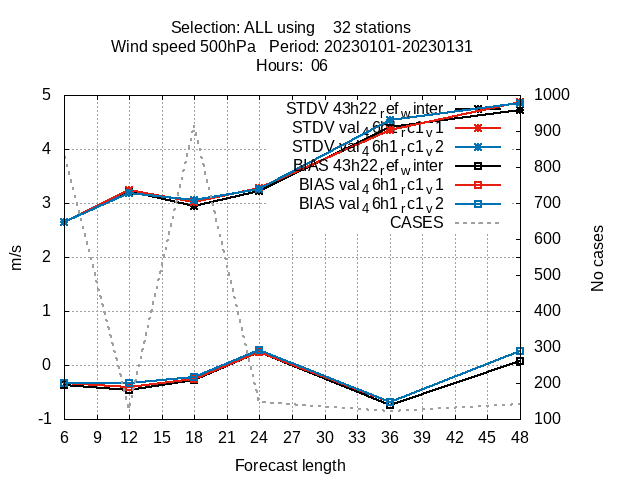 Selection: ALL using 32 stations
Wind speed 500hPa Period: 20230101-20230131
Hours: 06
STDV 43h22_ref_winter
STDV val_46h1_rc1_v1
STDV val_46h1_rc1_v2
BIAS 43h22_ref_winter
BIAS val_46h1_rc1_v1
BIAS val_46h1_rc1_v2
CASES
5
4
3
2
1
0
-1
m/s
1000
900
800
700
600
500
400
300
200
100
No cases
6 9 12 15 18 21 24 27 30 33 36 39 42 45 48
Forecast length